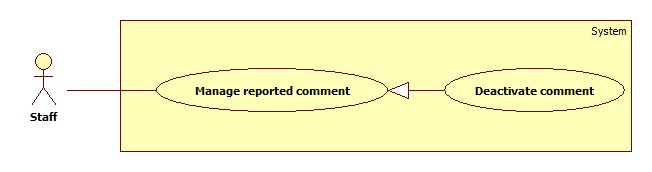 System
Manage reported comment
Deactivate comment
Staff